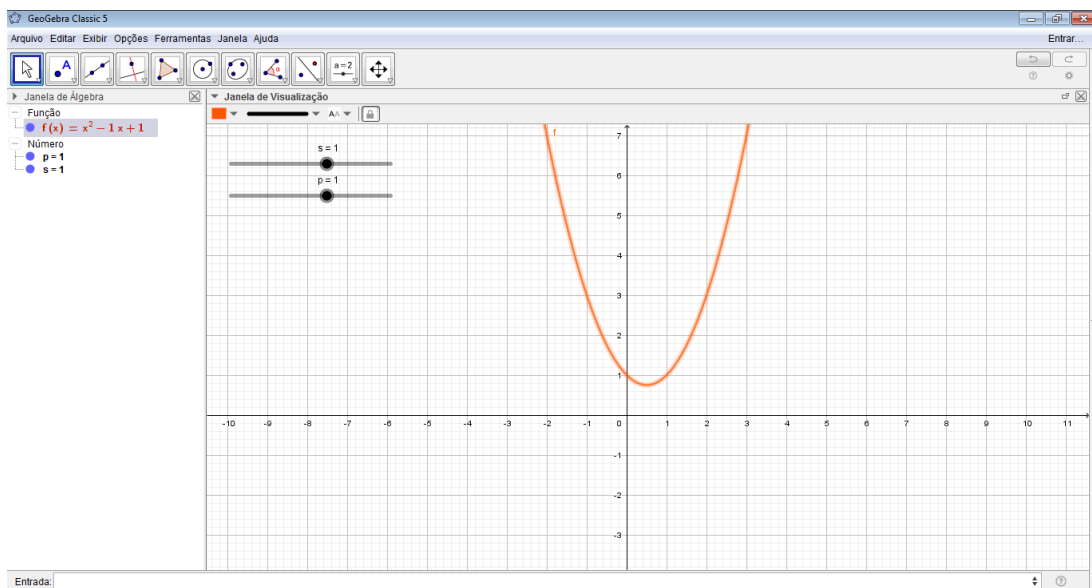 GeoGebra Classic 5
Arquivo Editar Exibir Opções Ferramentas Janela Ajuda
Entrar...
A
α
a = 2
Janela de Álgebra
Janela de Visualização
Função
f(x) = x² − 1 x + 1
Número
p = 1
s = 1
AA
s = 1
p = 1
f
7
6
5
4
3
2
1
-10 -9 -8 -7 -6 -5 -4 -3 -2 -1 0 0 1 2 3 4 5 6 7 8 9 10 11
-1
-2
-3
Entrada: